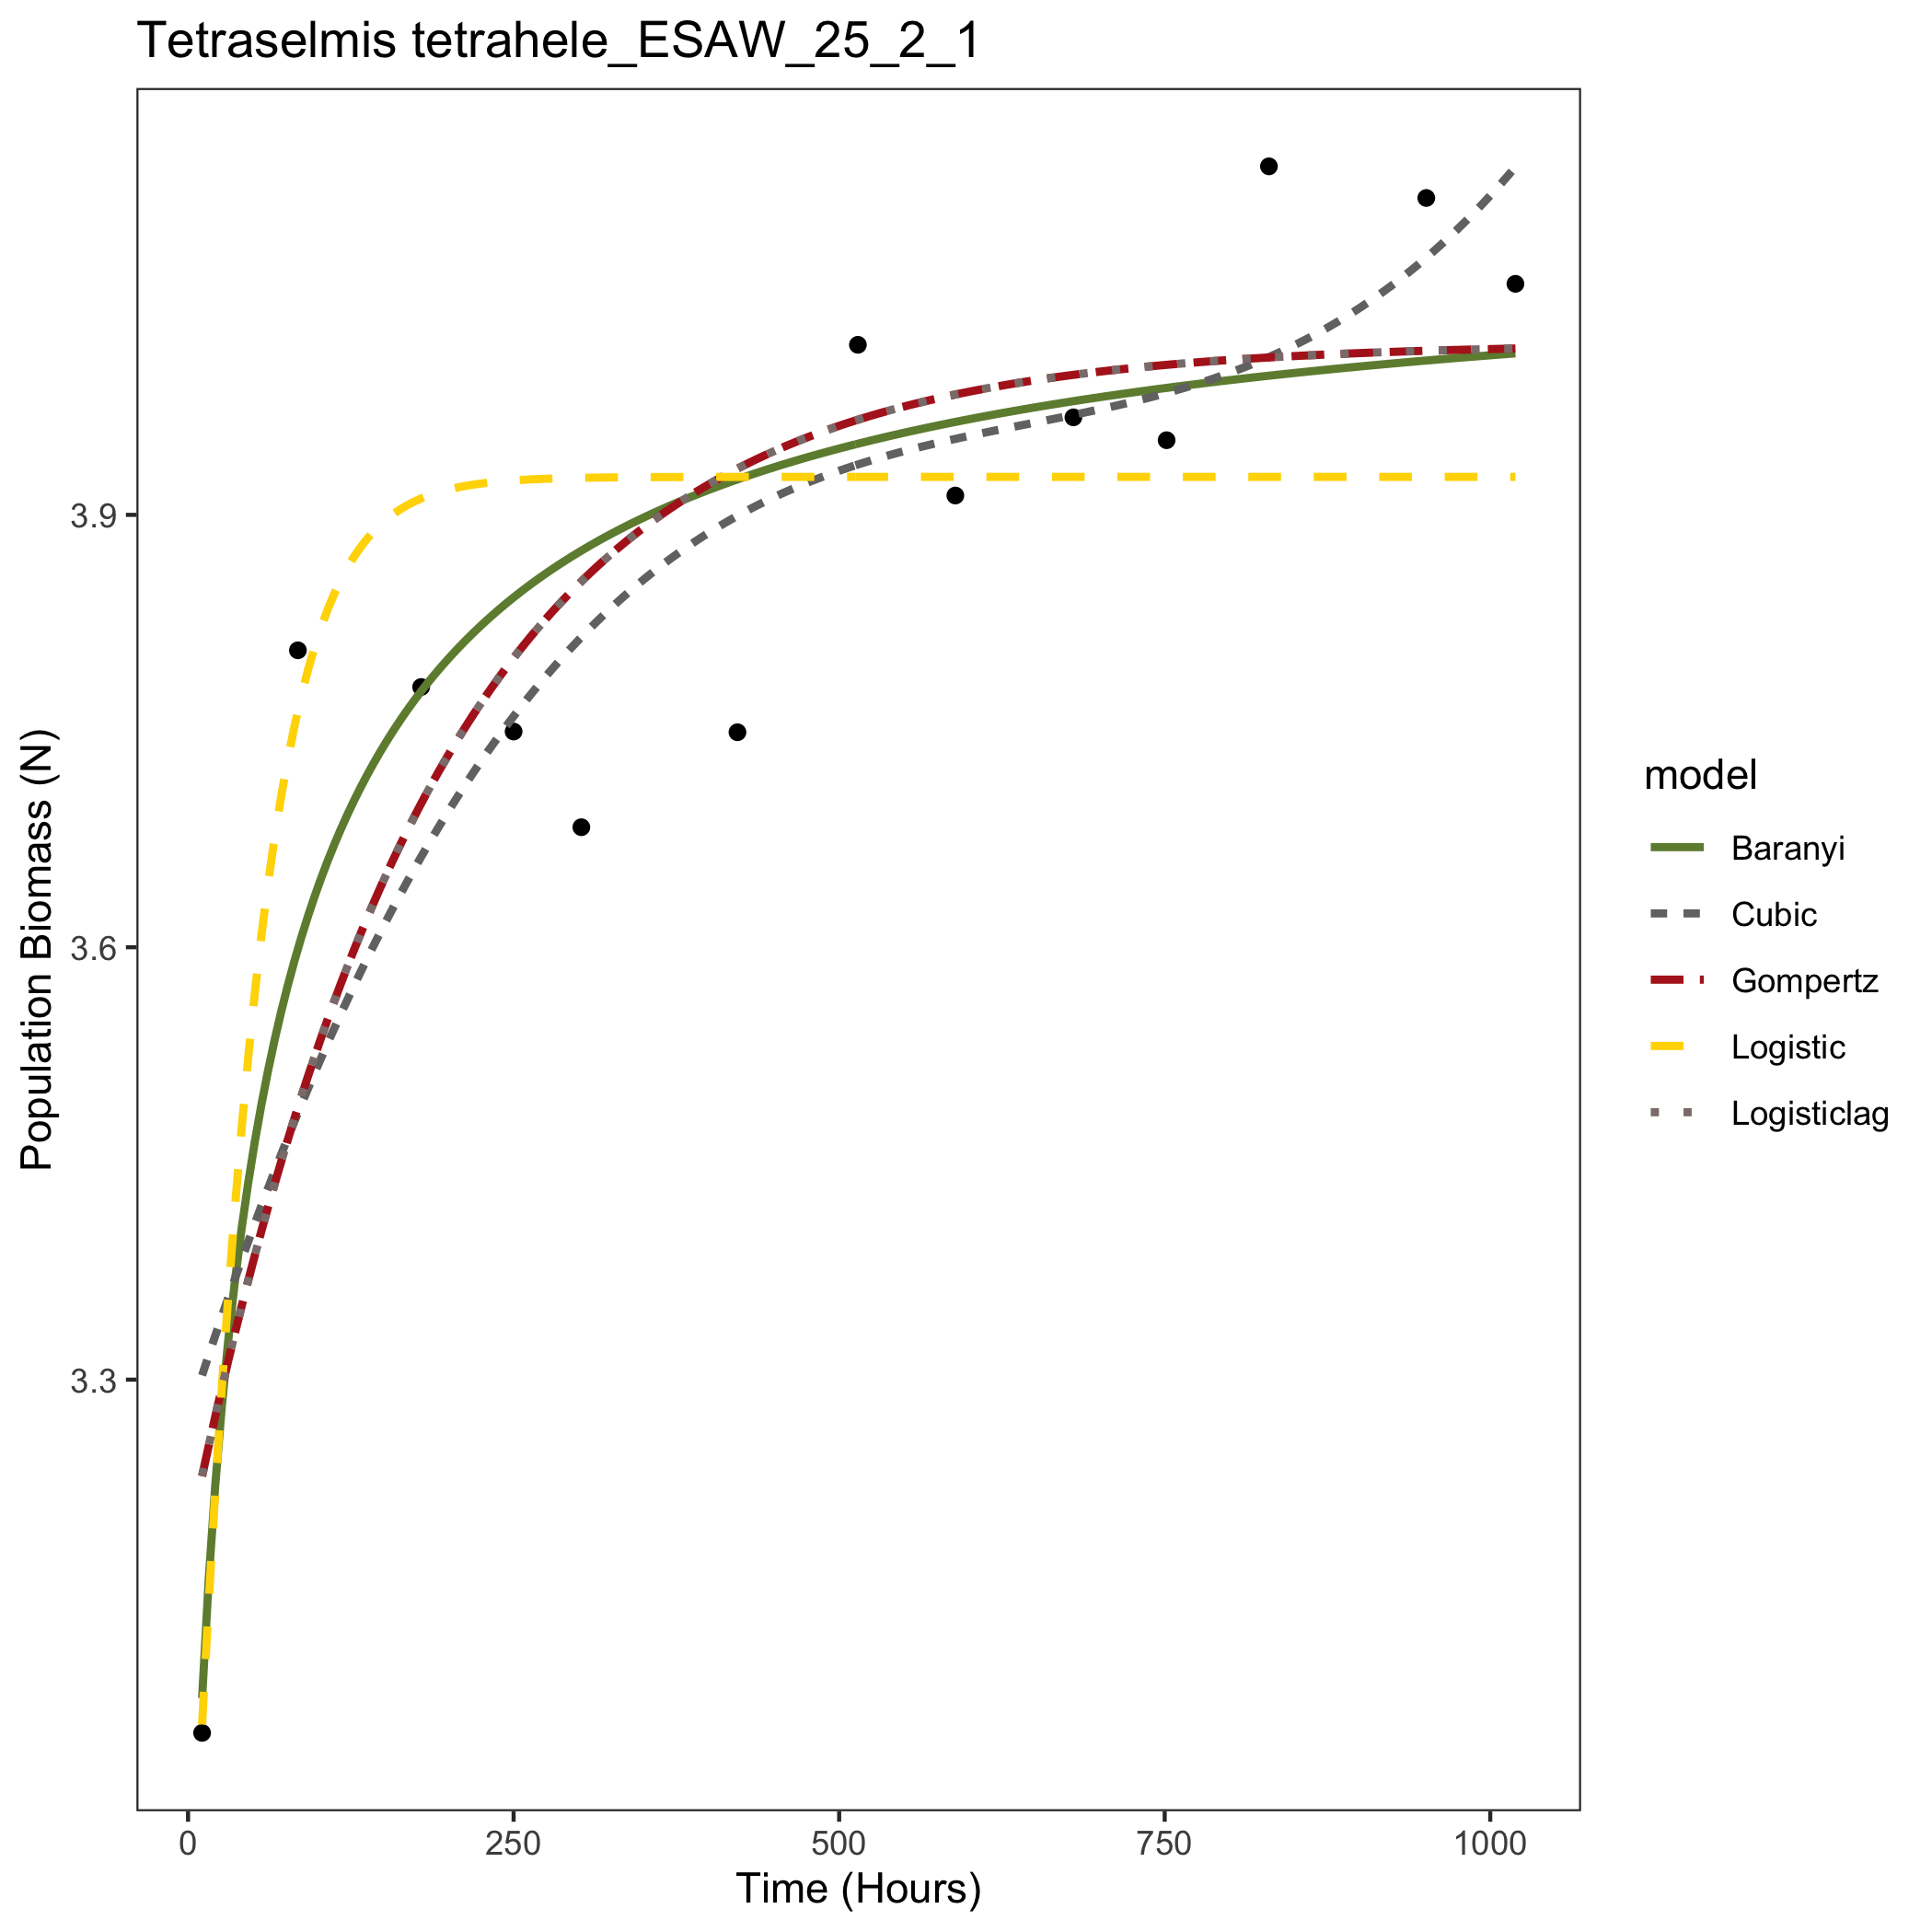 Tetraselmis tetrahele_ESAW_25_2_1
Population Biomass (N)
3.9
3.6
3.3
0 250 500 750 1000
Time (Hours)
model
Baranyi
Cubic
Gompertz
Logistic
Logisticlag